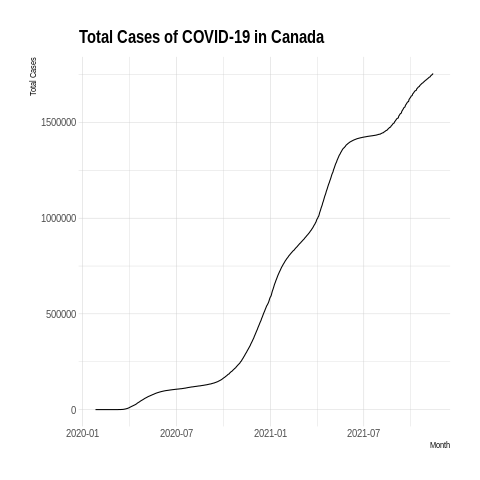 Total Cases of COVID-19 in Canada
Total Cases
1500000
1000000
500000
0
2020-01 2020-07 2021-01 2021-07
Month